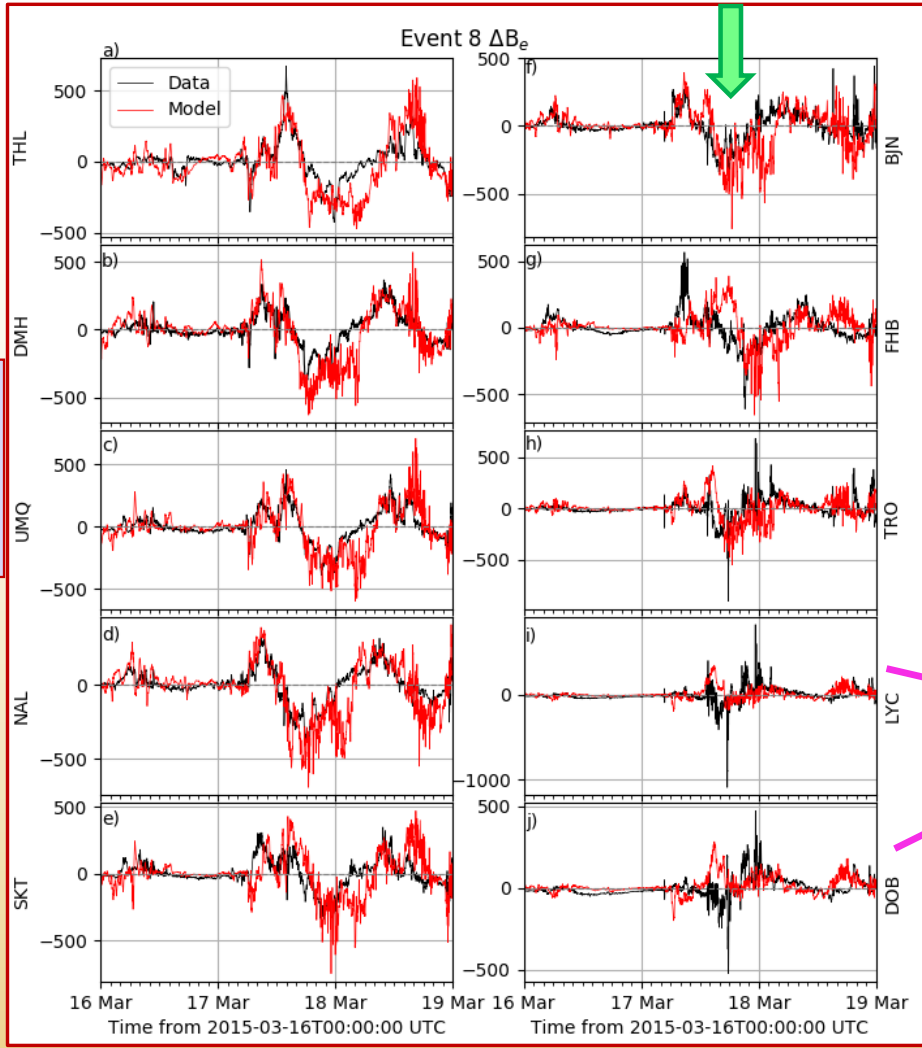 Event 8 ΔBₑ
a)
500
0
−500
THL
Data
Model
b)
500
0
−500
DMH
c)
500
0
−500
UMQ
d)
0
−500
NAL
e)
500
0
−500
SKT
16 Mar
17 Mar
18 Mar
19 Mar
Time from 2015-03-16T00:00:00 UTC
f)
500
0
−500
BJN
g)
500
0
−500
FHB
h)
500
0
−500
TRO
i)
0
−1000
LYC
j)
500
0
−500
DOB
16 Mar
17 Mar
18 Mar
19 Mar
Time from 2015-03-16T00:00:00 UTC